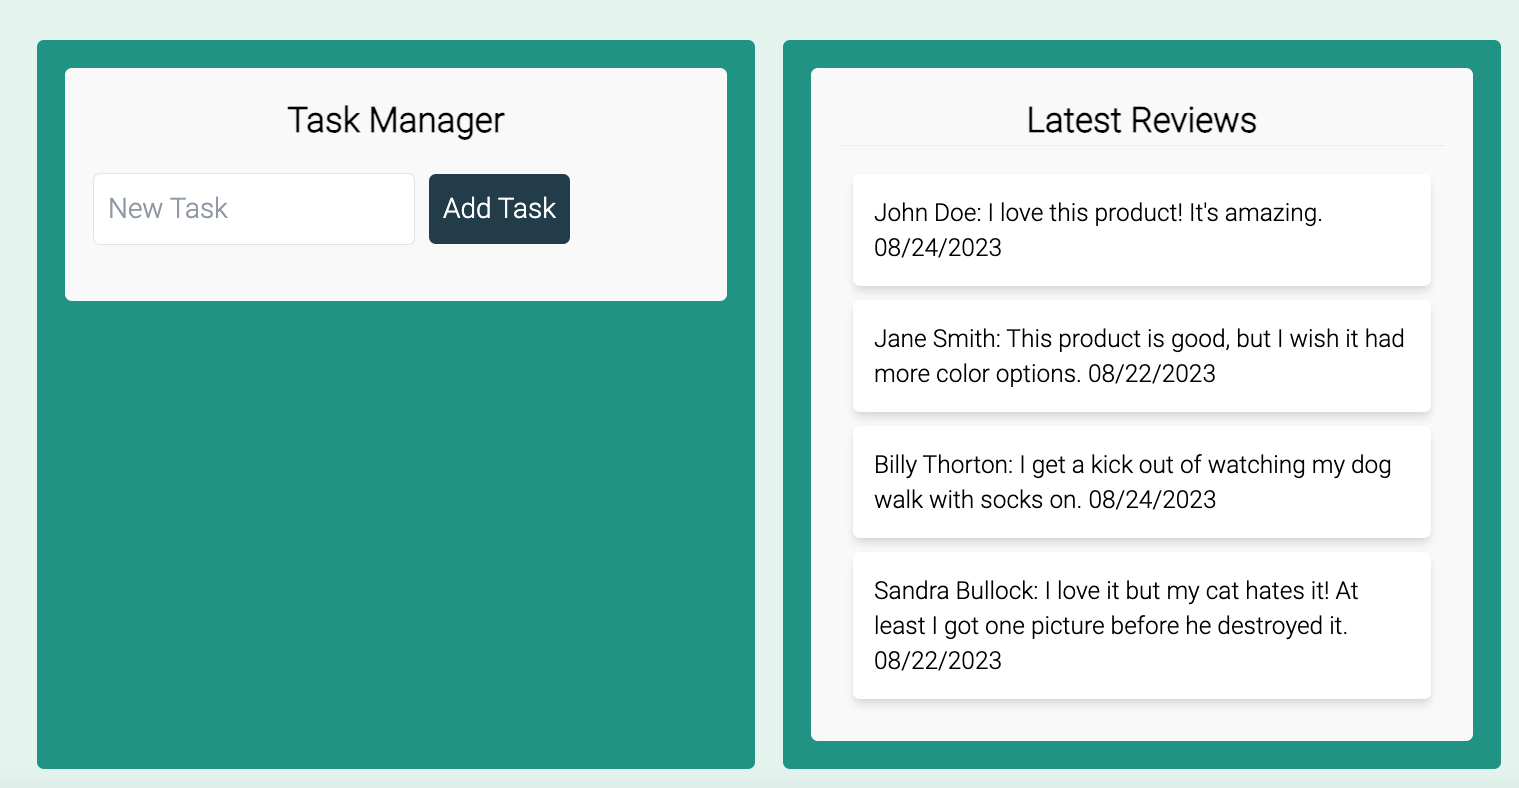 Task Manager
New Task
Add Task
Latest Reviews
John Doe: I love this product! It's amazing.
08/24/2023
Jane Smith: This product is good, but I wish it had
more color options. 08/22/2023
Billy Thorton: I get a kick out of watching my dog
walk with socks on. 08/24/2023
Sandra Bullock: I love it but my cat hates it! At
least I got one picture before he destroyed it.
08/22/2023